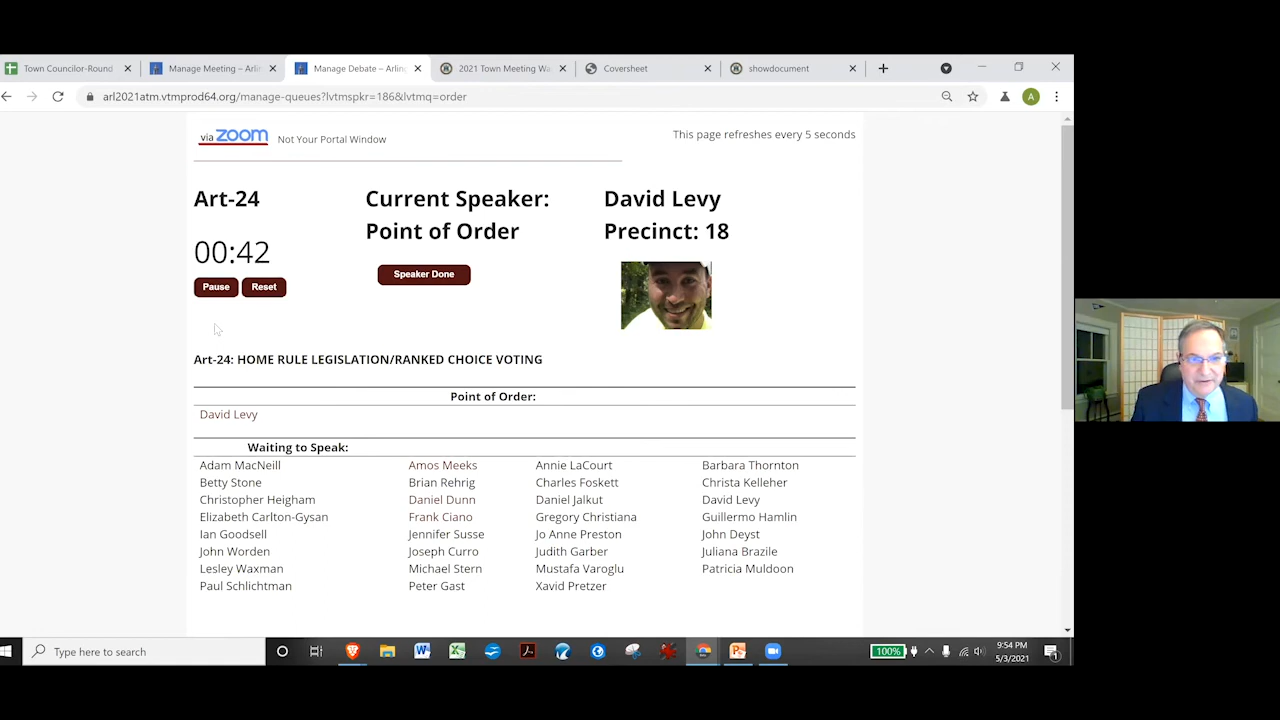 Town Councilor-Round
Manage Meeting – Arlin
Manage Debate – Arlin
2021 Town Meeting Wa
Coversheet
showdocument
arl2021atm.vtmprod64.org/manage-queues?lvtmspkr=186&lvtmq=order
A
via zoom
Not Your Portal Window
This page refreshes every 5 seconds
Art-24
Current Speaker:
David Levy
Point of Order
Precinct: 18
00:42
Speaker Done
Pause
Reset
Art-24: HOME RULE LEGISLATION/RANKED CHOICE VOTING
Point of Order:
David Levy
Waiting to Speak:
Adam MacNeill Amos Meeks Annie LaCourt Barbara Thornton
Betty Stone Brian Rehrig Charles Foskett Christa Kelleher
Christopher Heigham Daniel Dunn Daniel Jalkut David Levy
Elizabeth Carlton-Gysan Frank Ciano Gregory Christiana Guillermo Hamlin
Ian Goodsell Jennifer Susse Jo Anne Preston John Deyst
John Worden Joseph Curro Judith Garber Juliana Brazile
Lesley Waxman Michael Stern Mustafa Varoglu Patricia Muldoon
Paul Schlichtman Peter Gast Xavid Pretzer
Type here to search
100%
9:54 PM
5/3/2021